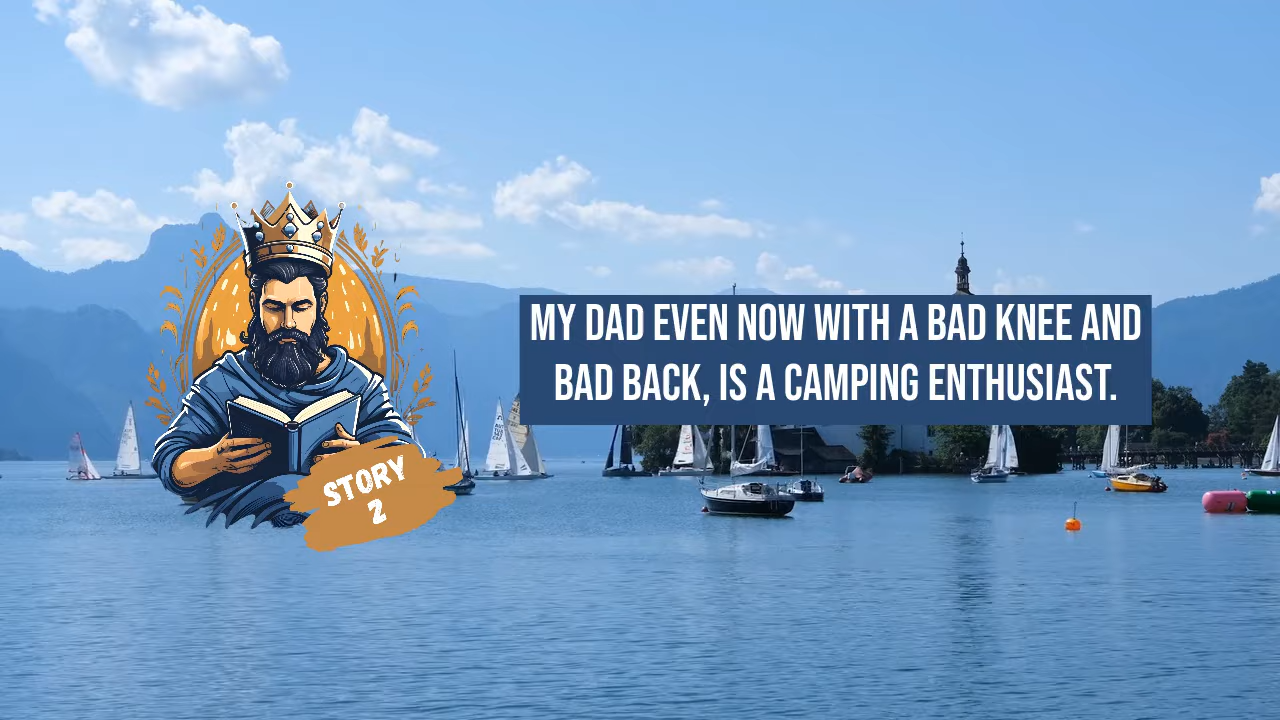 MY DAD EVEN NOW WITH A BAD KNEE AND
BAD BACK, IS A CAMPING ENTHUSIAST.
STORY
2